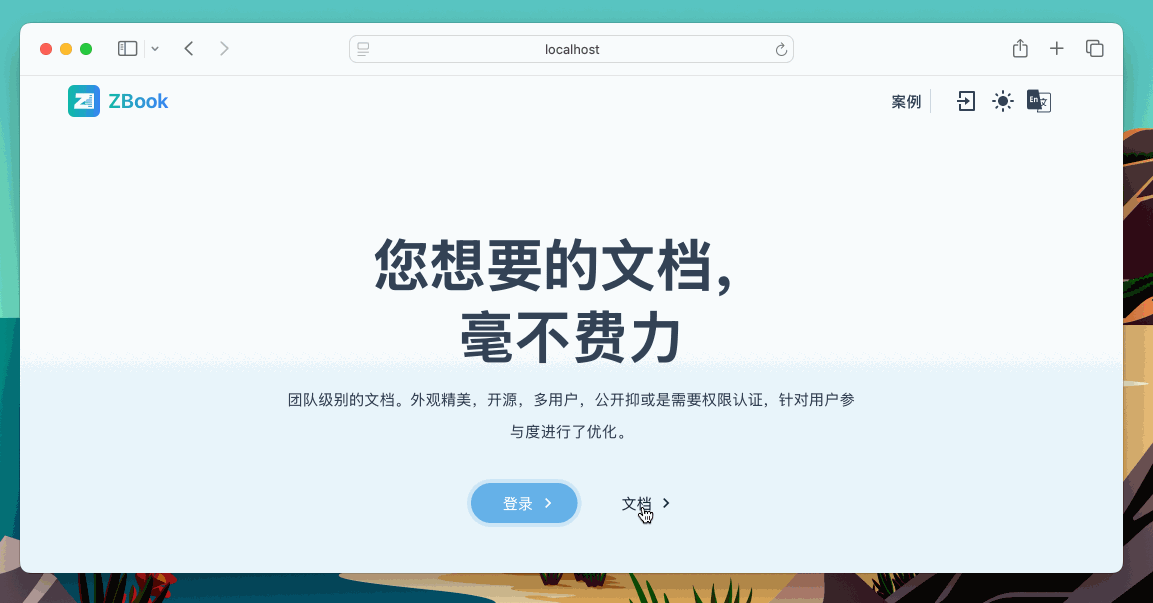 localhost
ZBook
案例
En 文
您想要的文档，
毫不费力
团队级别的文档。外观精美，开源，多用户，公开抑或是需要权限认证，针对用户参
与度进行了优化。
登录
文档